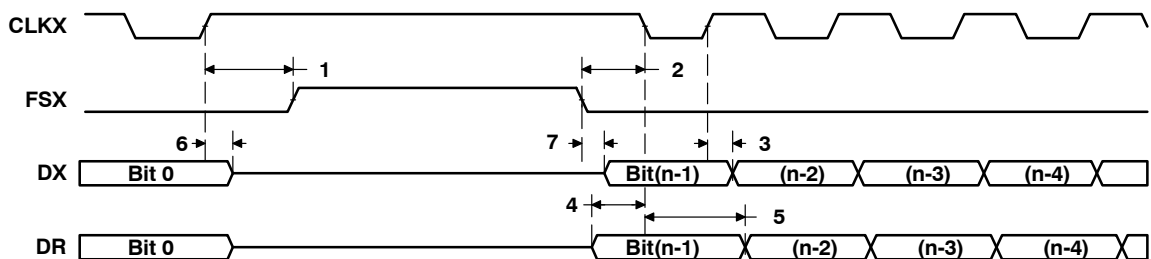 CLKX
1 2
FSX
6 7 3
DX Bit 0 Bit(n-1) (n-2) (n-3) (n-4)
4 5
DR Bit 0 Bit(n-1) (n-2) (n-3) (n-4)